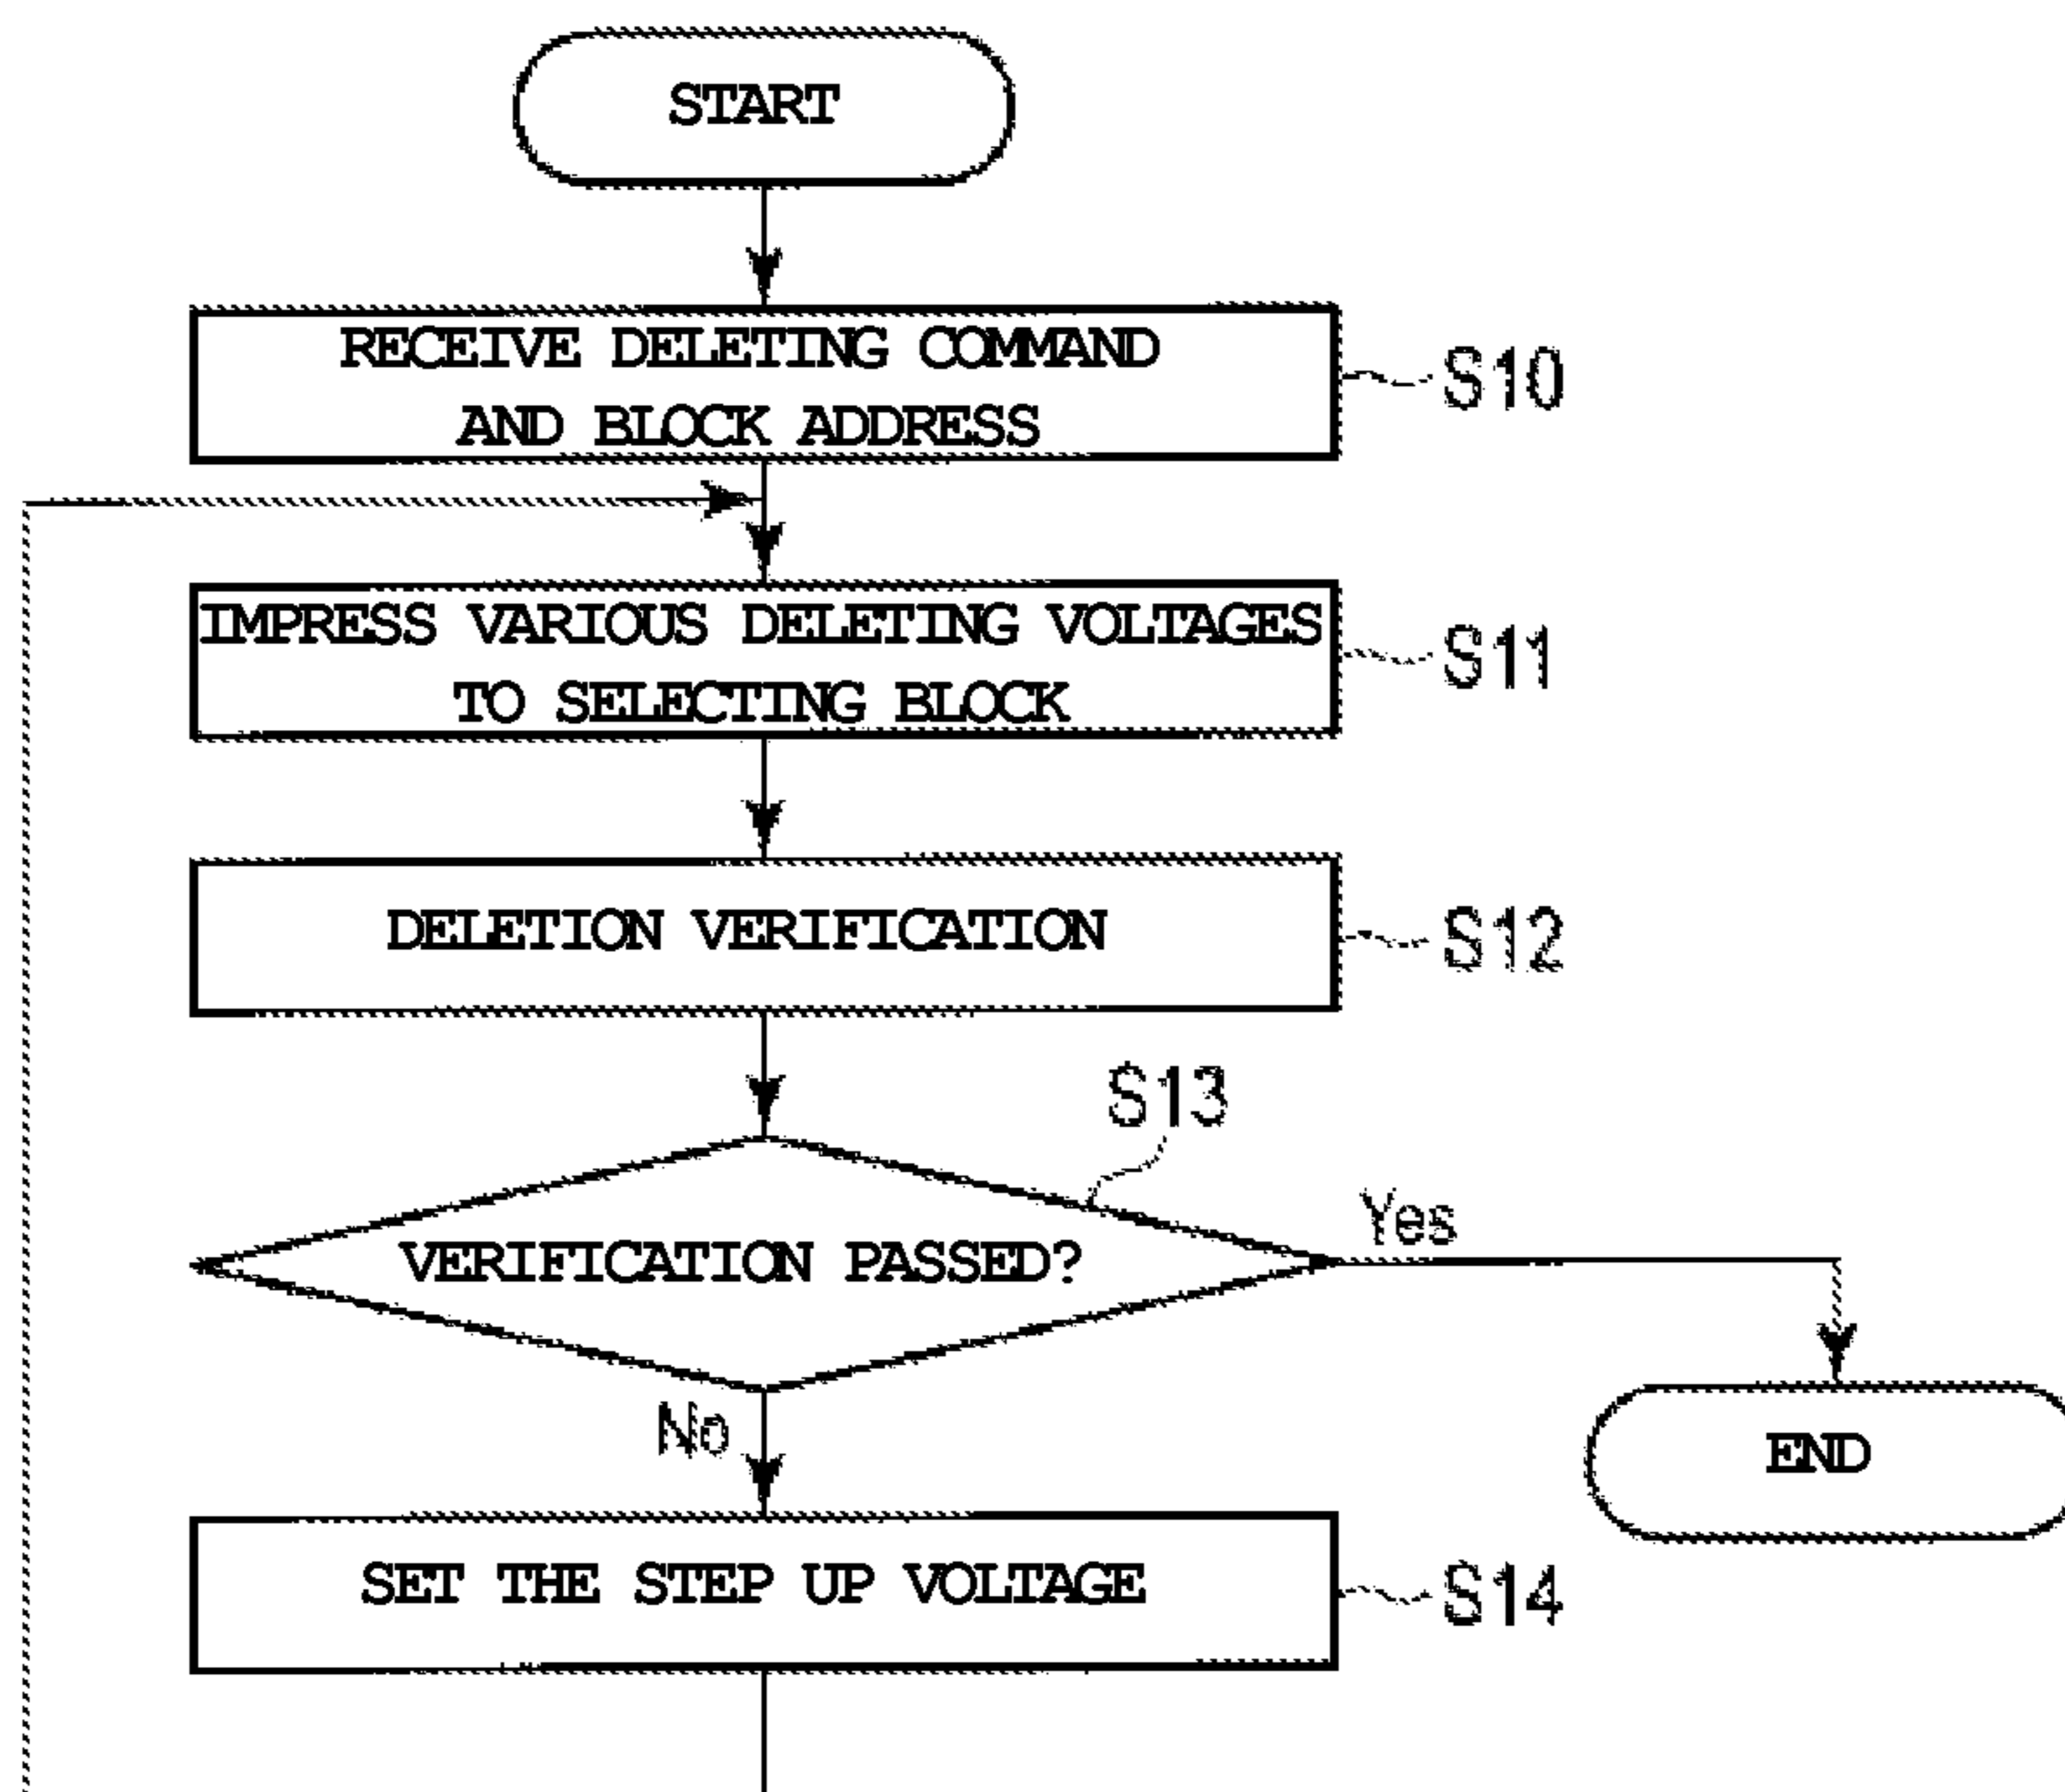 START
RECEIVE DELETING COMMAND
AND BLOCK ADDRESS
S10
IMPRESS VARIOUS DELETING VOLTAGES
TO SELECTING BLOCK
S11
DELETION VERIFICATION
S12
S13
VERIFICATION PASSED?
Yes
No
END
SET THE STEP UP VOLTAGE
S14